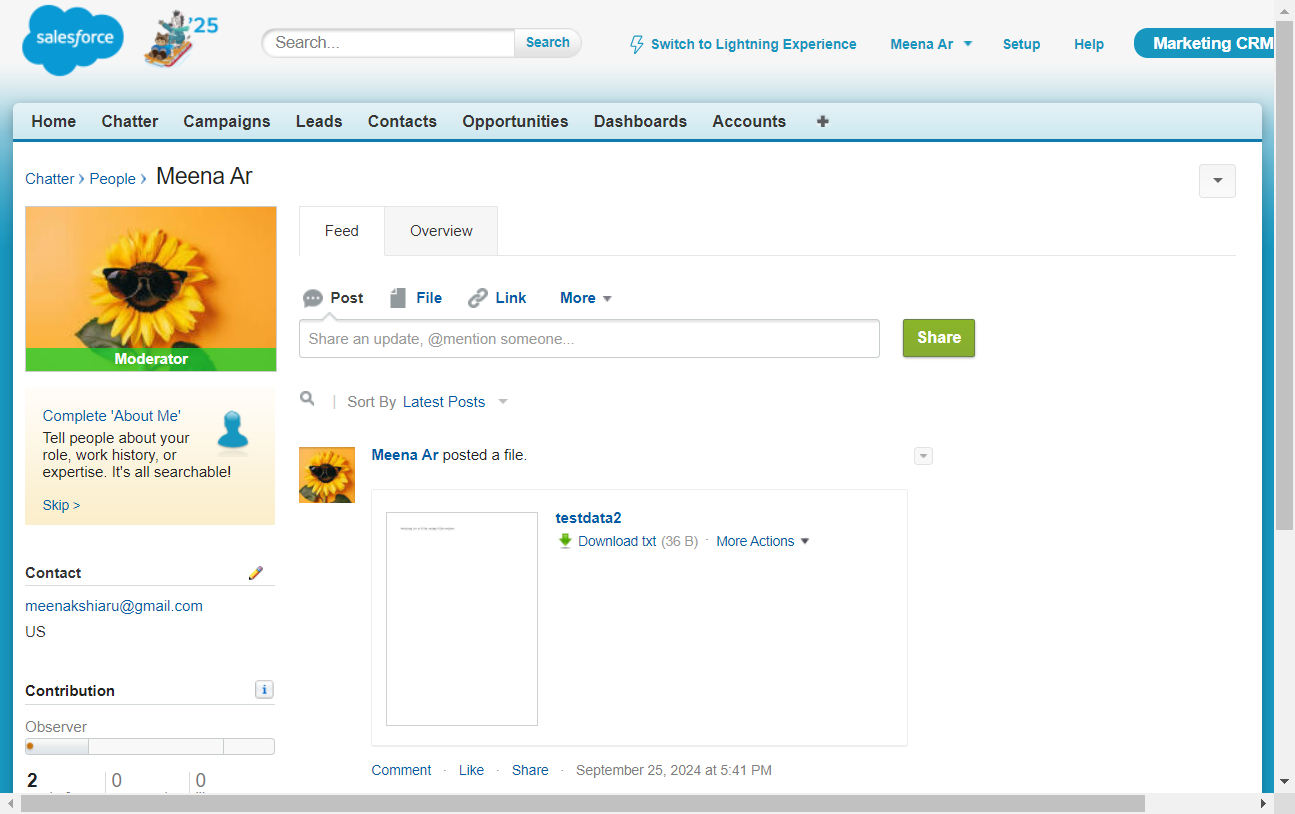 salesforce
'25
Search...
Search
Switch to Lightning Experience
Meena Ar
Setup
Help
Marketing CRM
Home
Chatter
Campaigns
Leads
Contacts
Opportunities
Dashboards
Accounts
Chatter › People › Meena Ar
Moderator
Feed
Overview
Post
File
Link
More
Share an update, @mention someone...
Share
| Sort By Latest Posts
Complete 'About Me'
Tell people about your
role, work history, or
expertise. It's all searchable!
Skip >
Meena Ar posted a file.
testdata2
Download txt (36 B) · More Actions
Contact
meenakshiaru@gmail.com
US
Contribution
Observer
2
0
0
Comment · Like · Share · September 25, 2024 at 5:41 PM